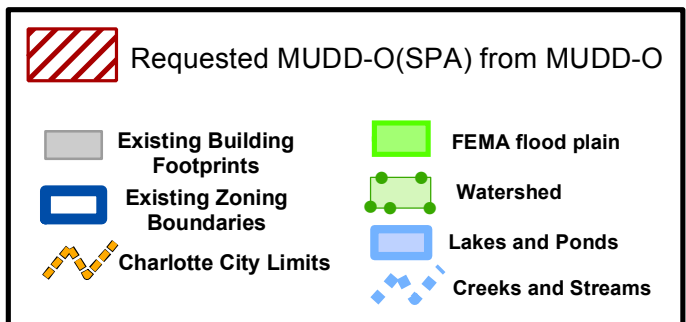 Requested MUDD-O(SPA) from MUDD-O
Existing Building
Footprints
Existing Zoning
Boundaries
Charlotte City Limits
FEMA flood plain
Watershed
Lakes and Ponds
Creeks and Streams